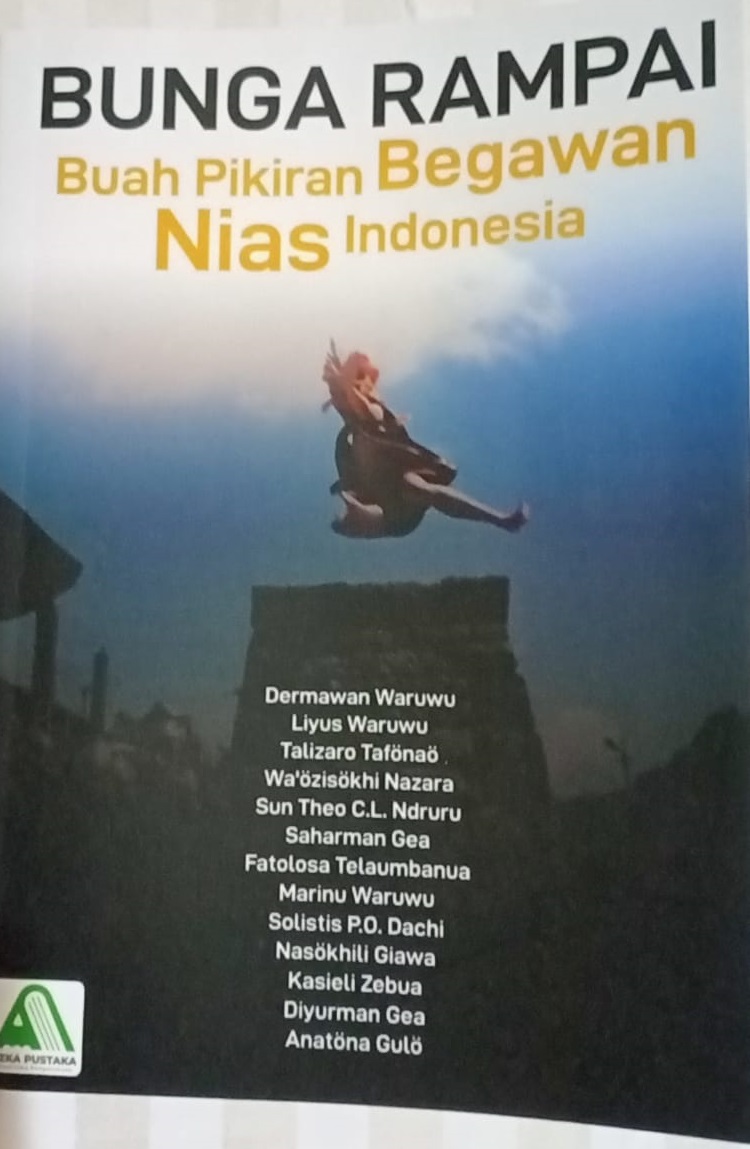 BUNGA RAMPAI
Buah Pikiran Begawan
Nias Indonesia
Dermawan Waruwu
Liyus Waruwu
Talizaro Tafönaö
Wa'özisökhi Nazara
Sun Theo C.L. Ndruru
Saharman Gea
Fatolosa Telaumbanua
Marinu Waruwu
Solistis P.O. Dachi
Nasökhili Giawa
Kasieli Zebua
Diyurman Gea
Anatöna Gulö
PUSTAKA